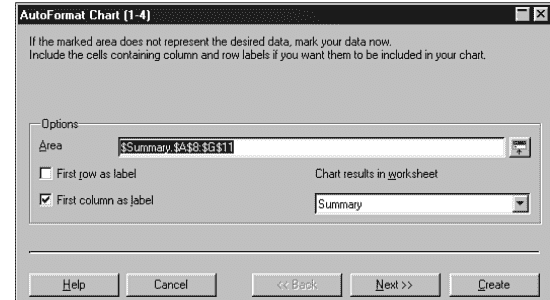 AutoFormat Chart (1-4)
If the marked area does not represent the desired data, mark your data now.
Include the cells containing column and row labels if you want them to be included in your chart.
Options
Area $Summary.$A$8:$G$11
First row as label Chart results in worksheet
First column as label Summary
Help Cancel << Back Next >> Create